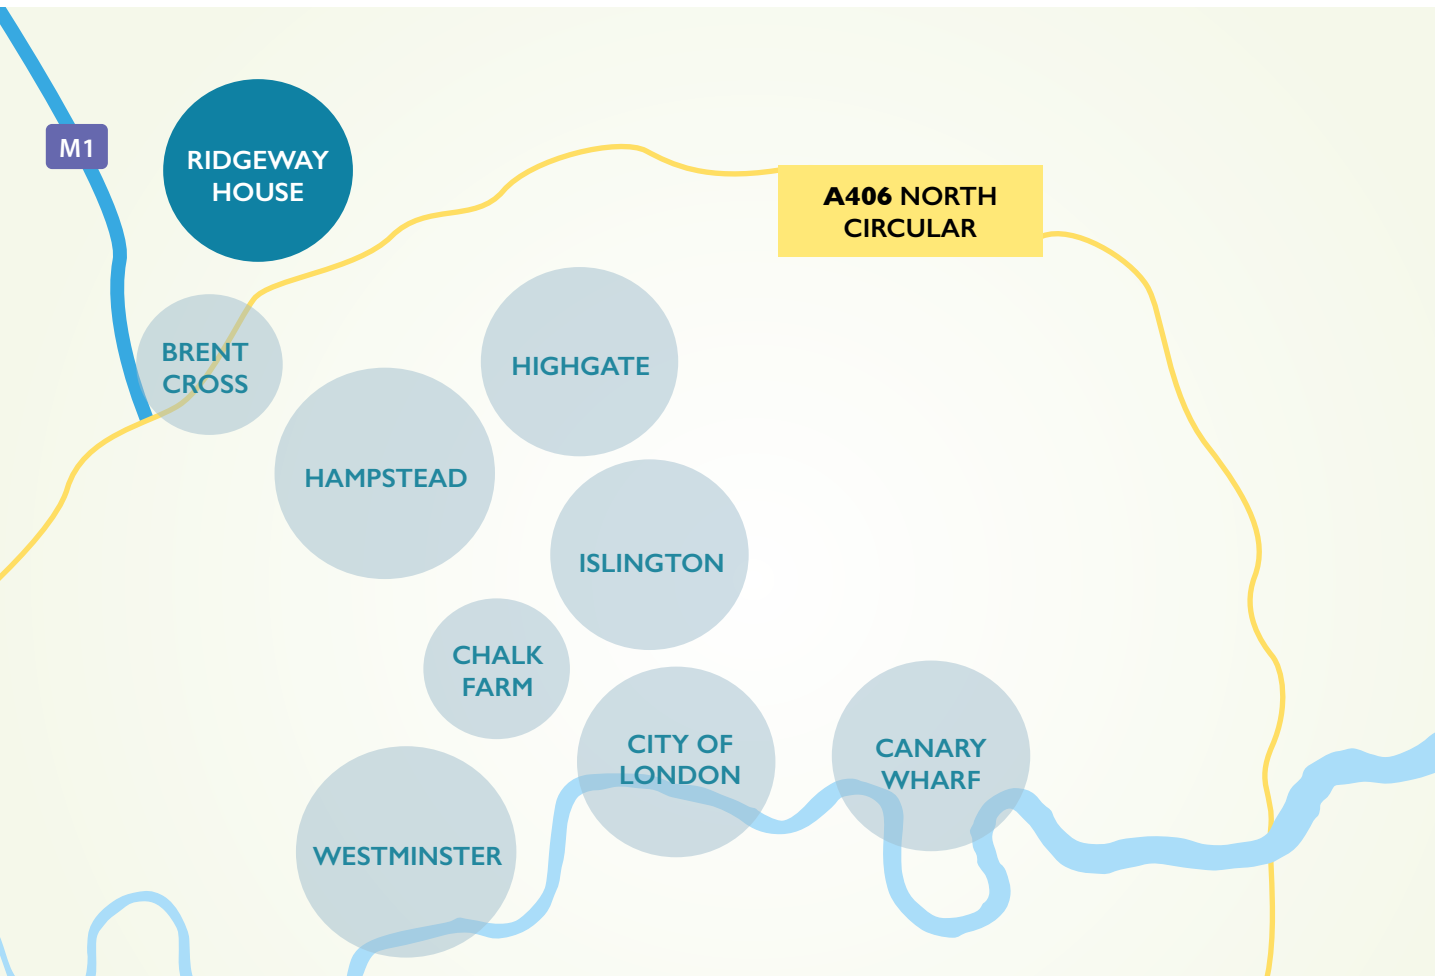 M1
RIDGEWAY
HOUSE
A406 NORTH
CIRCULAR
BRENT
CROSS
HIGHGATE
HAMPSTEAD
ISLINGTON
CHALK
FARM
CITY OF
LONDON
CANARY
WHARF
WESTMINSTER